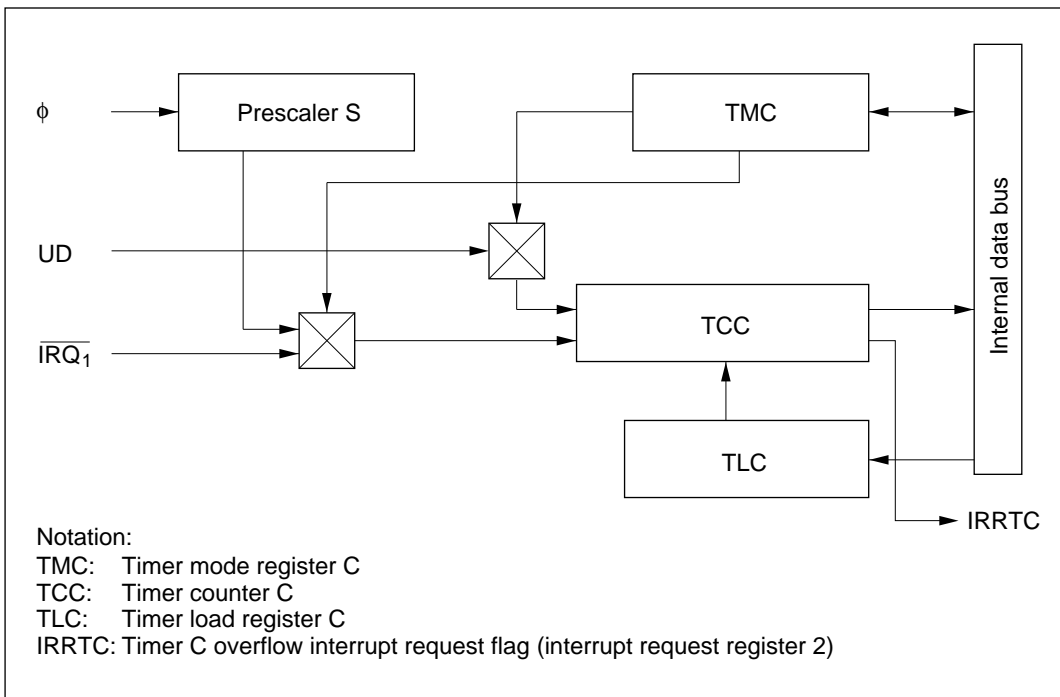 ϕ
Prescaler S
TMC
UD
TCC
Internal data bus
IRQ1
TLC
IRRTC
Notation:
TMC: Timer mode register C
TCC: Timer counter C
TLC: Timer load register C
IRRTC: Timer C overflow interrupt request flag (interrupt request register 2)